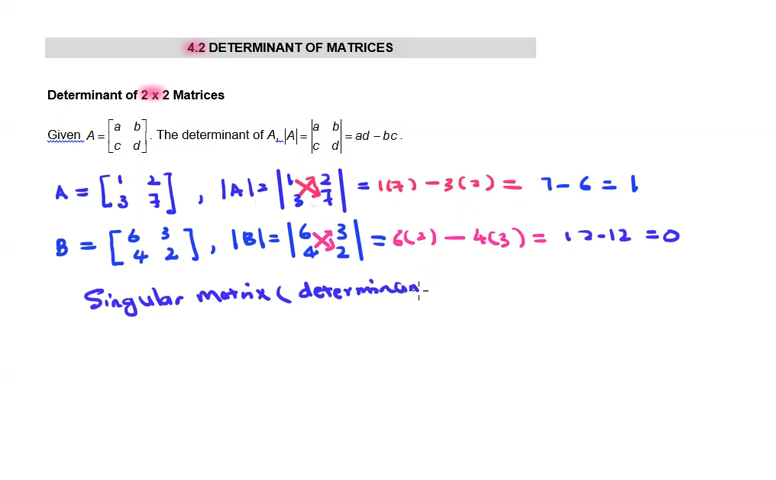 4.2 DETERMINANT OF MATRICES
Determinant of 2 x 2 Matrices
Given A = [a b; c d]. The determinant of A, |A| = |a b; c d| = ad – bc.
A = [1 2; 3 7], |A| = |1 2; 3 7| = 1(7) – 3(2) = 7 – 6 = 1
B = [6 3; 4 2], |B| = |6 3; 4 2| = 6(2) – 4(3) = 12 – 12 = 0
Singular matrix ( determinan